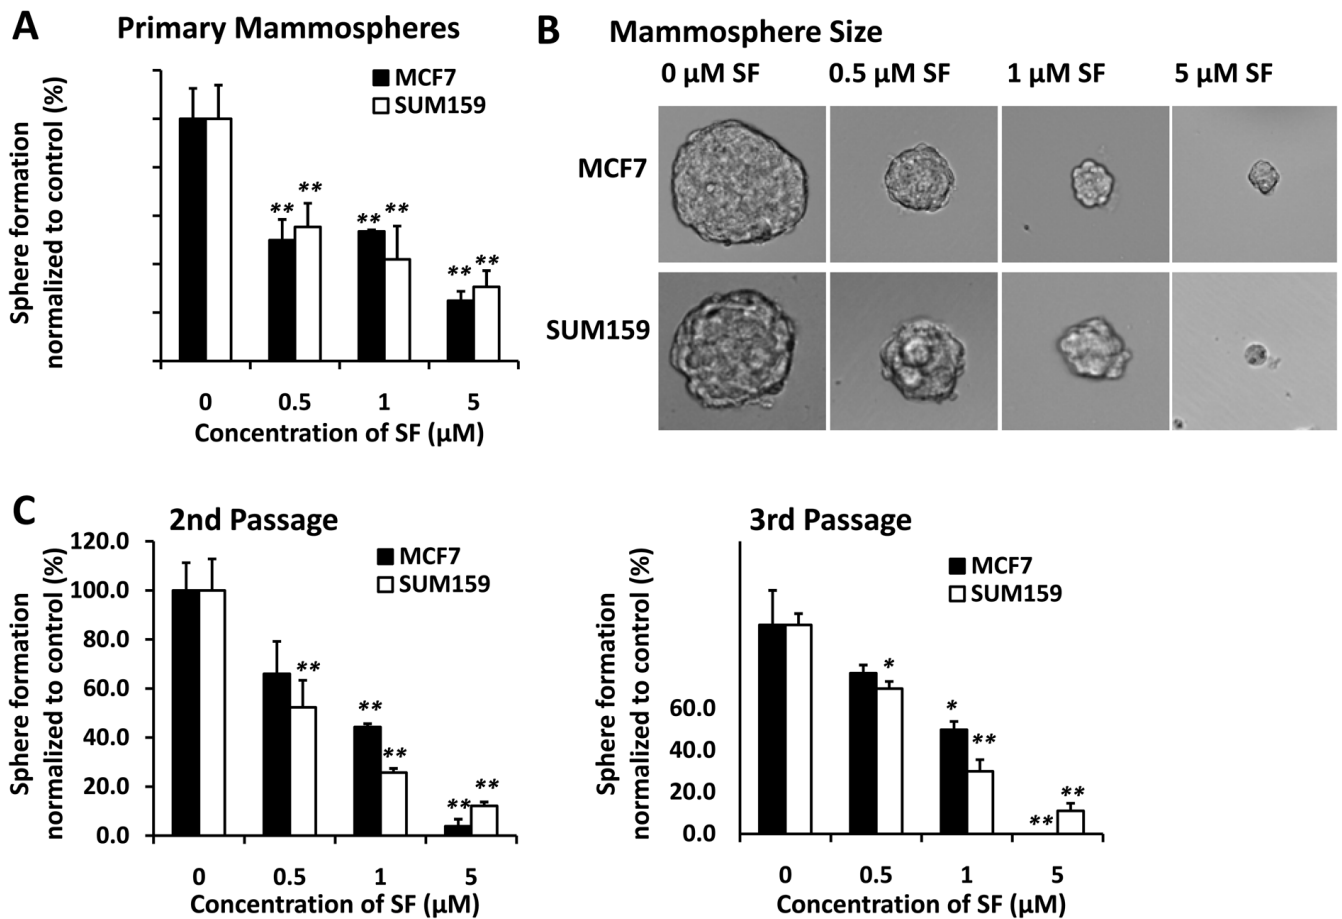 A
Primary Mammospheres
MCF7
SUM159
Sphere formation
normalized to control (%)
** ** ** ** ** **
0 0.5 1 5
Concentration of SF (µM)
B
Mammosphere Size
0 µM SF 0.5 µM SF 1 µM SF 5 µM SF
MCF7
SUM159
C
2nd Passage
MCF7
SUM159
Sphere formation
normalized to control (%)
120.0
100.0
80.0
60.0
40.0
20.0
0.0
** ** ** ** **
0 0.5 1 5
Concentration of SF (µM)
3rd Passage
MCF7
SUM159
Sphere formation
normalized to control (%)
60.0
40.0
20.0
0.0
* * ** ** **
0 0.5 1 5
Concentration of SF (µM)